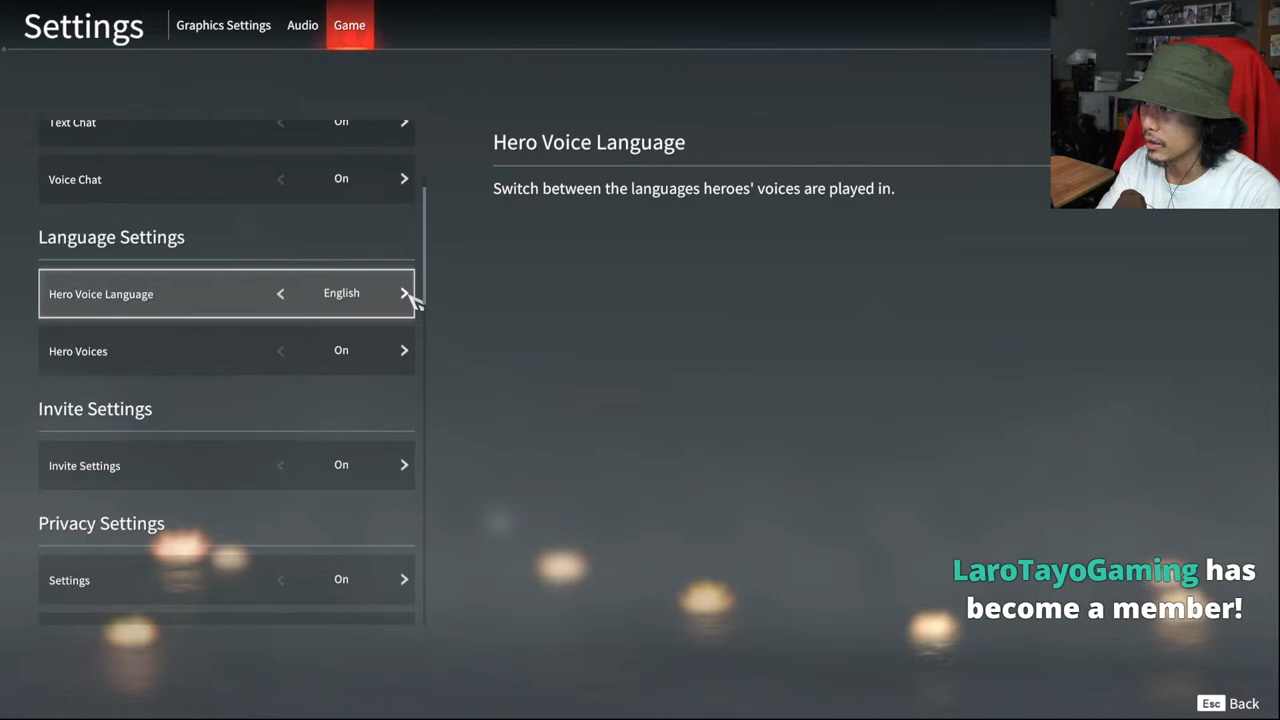 Settings
Graphics Settings
Audio
Game
Text Chat
On
Voice Chat
On
Language Settings
Hero Voice Language
English
Hero Voices
On
Invite Settings
Invite Settings
On
Privacy Settings
Settings
On
Hero Voice Language
Switch between the languages heroes' voices are played in.
LaroTayoGaming has
become a member!
Esc Back